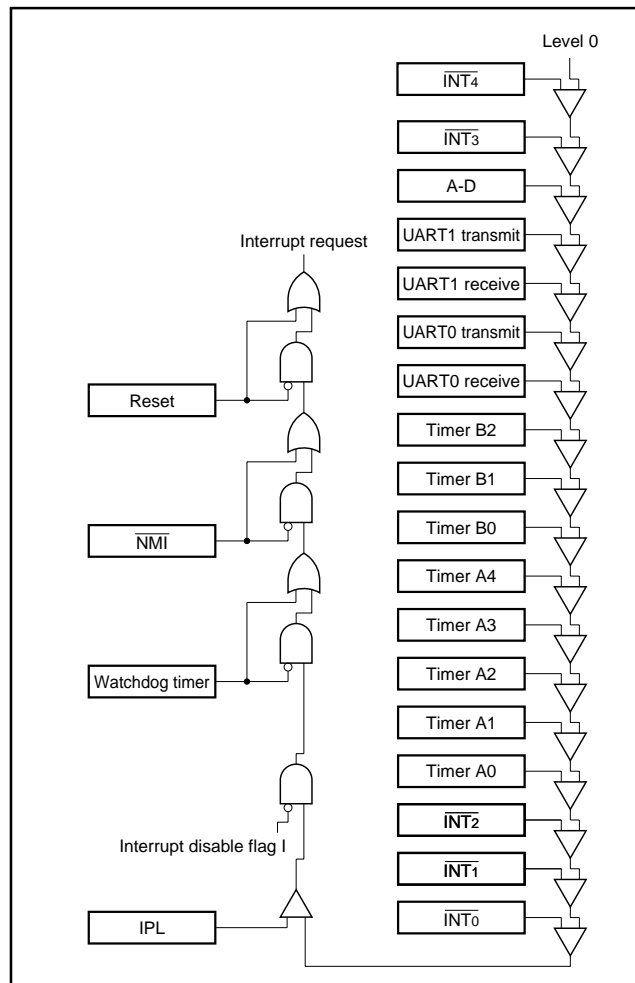 Level 0
INT4
INT3
A-D
Interrupt request
UART1 transmit
UART1 receive
UART0 transmit
Reset
UART0 receive
Timer B2
Timer B1
NMI
Timer B0
Timer A4
Timer A3
Watchdog timer
Timer A2
Timer A1
Timer A0
Interrupt disable flag I
INT2
INT1
IPL
INT0